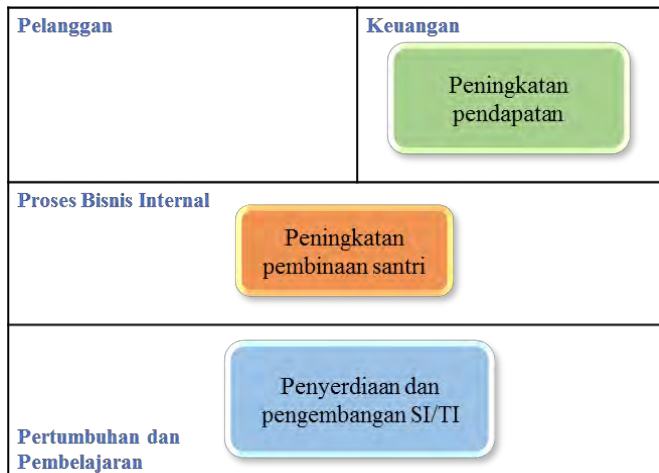 Pelanggan
Keuangan
Peningkatan
pendapatan
Proses Bisnis Internal
Peningkatan
pembinaan santri
Penyerdiaan dan
pengembangan SI/TI
Pertumbuhan dan
Pembelajaran